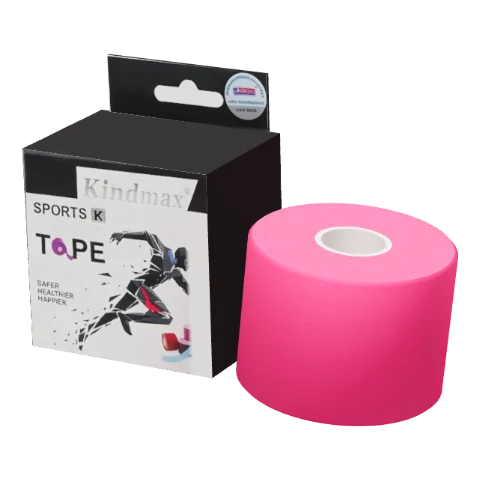 Kindmax
SPORTS K
TAPE
SAFER
HEALTHIER
HAPPIER